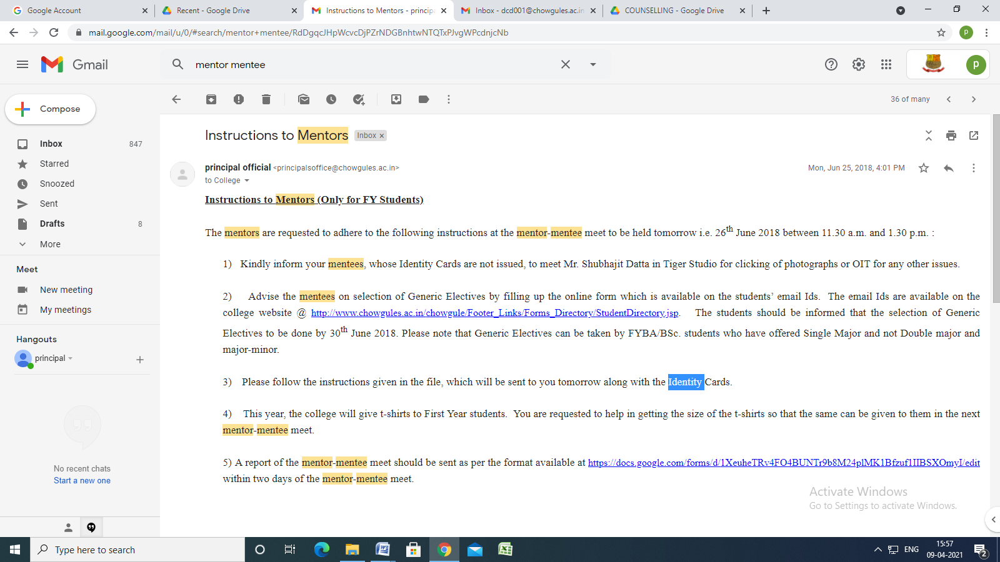 Google Account
Recent - Google Drive
Instructions to Mentors - princip
Inbox - dcd001@chowgules.ac.in
COUNSELLING - Google Drive
mail.google.com/mail/u/0/#search/mentor+mentee/RdDgqcJHpWcvcDjPZrNDGBnhtwNTQTxPJvgWPcdnjcNb
p
Gmail
mentor mentee
p
Compose
36 of many
Inbox 847
Starred
Snoozed
Sent
Drafts 8
More
Meet
New meeting
My meetings
Hangouts
principal
No recent chats
Start a new one
Instructions to Mentors Inbox ×
principal official <principalsoffice@chowgules.ac.in>
Mon, Jun 25, 2018, 4:01 PM
to College
Instructions to Mentors (Only for FY Students)
The mentors are requested to adhere to the following instructions at the mentor-mentee meet to be held tomorrow i.e. 26th June 2018 between 11.30 a.m. and 1.30 p.m. :
1) Kindly inform your mentees, whose Identity Cards are not issued, to meet Mr. Shubhajit Datta in Tiger Studio for clicking of photographs or OIT for any other issues.
2) Advise the mentees on selection of Generic Electives by filling up the online form which is available on the students’ email Ids. The email Ids are available on the
college website @ http://www.chowgules.ac.in/chowgule/Footer_Links/Forms_Directory/StudentDirectory.jsp. The students should be informed that the selection of Generic
Electives to be done by 30th June 2018. Please note that Generic Electives can be taken by FYBA/BSc. students who have offered Single Major and not Double major and
major-minor.
3) Please follow the instructions given in the file, which will be sent to you tomorrow along with the Identity Cards.
4) This year, the college will give t-shirts to First Year students. You are requested to help in getting the size of the t-shirts so that the same can be given to them in the next
mentor-mentee meet.
5) A report of the mentor-mentee meet should be sent as per the format available at https://docs.google.com/forms/d/1XeuheTRv4FO4BUNTr9b8M24plMK1Bfzuf1IIBSXOmyI/edit
within two days of the mentor-mentee meet.
Activate Windows
Go to Settings to activate Windows.
Type here to search
ENG
15:57
09-04-2021
2